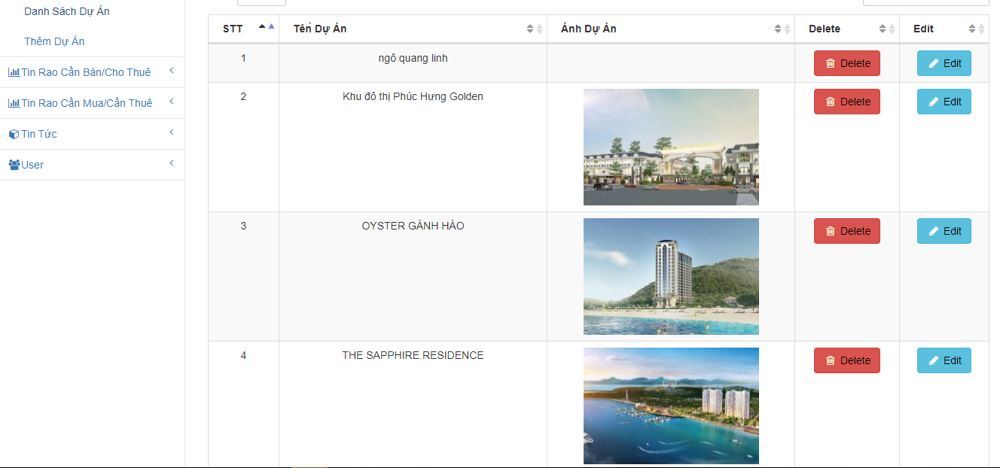 Danh Sách Dự Án
Thêm Dự Án
Tin Rao Cần Bán/Cho Thuê
Tin Rao Cần Mua/Cần Thuê
Tin Tức
User
STT Tên Dự Án Ảnh Dự Án Delete Edit
1 ngô quang linh Delete Edit
2 Khu đô thị Phúc Hưng Golden Delete Edit
3 OYSTER GÀNH HÀO Delete Edit
4 THE SAPPHIRE RESIDENCE Delete Edit